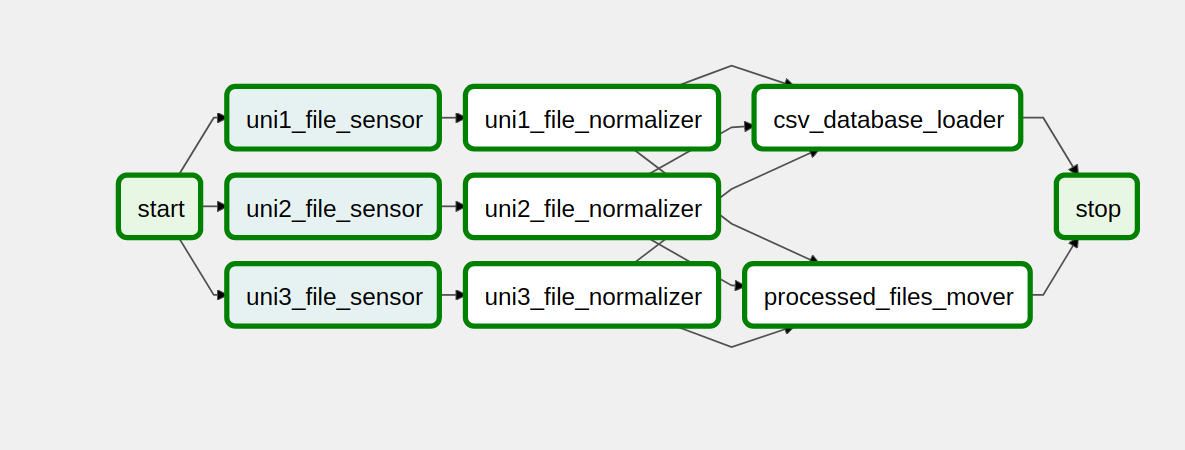 uni1_file_sensor
uni1_file_normalizer
csv_database_loader
start
uni2_file_sensor
uni2_file_normalizer
stop
uni3_file_sensor
uni3_file_normalizer
processed_files_mover